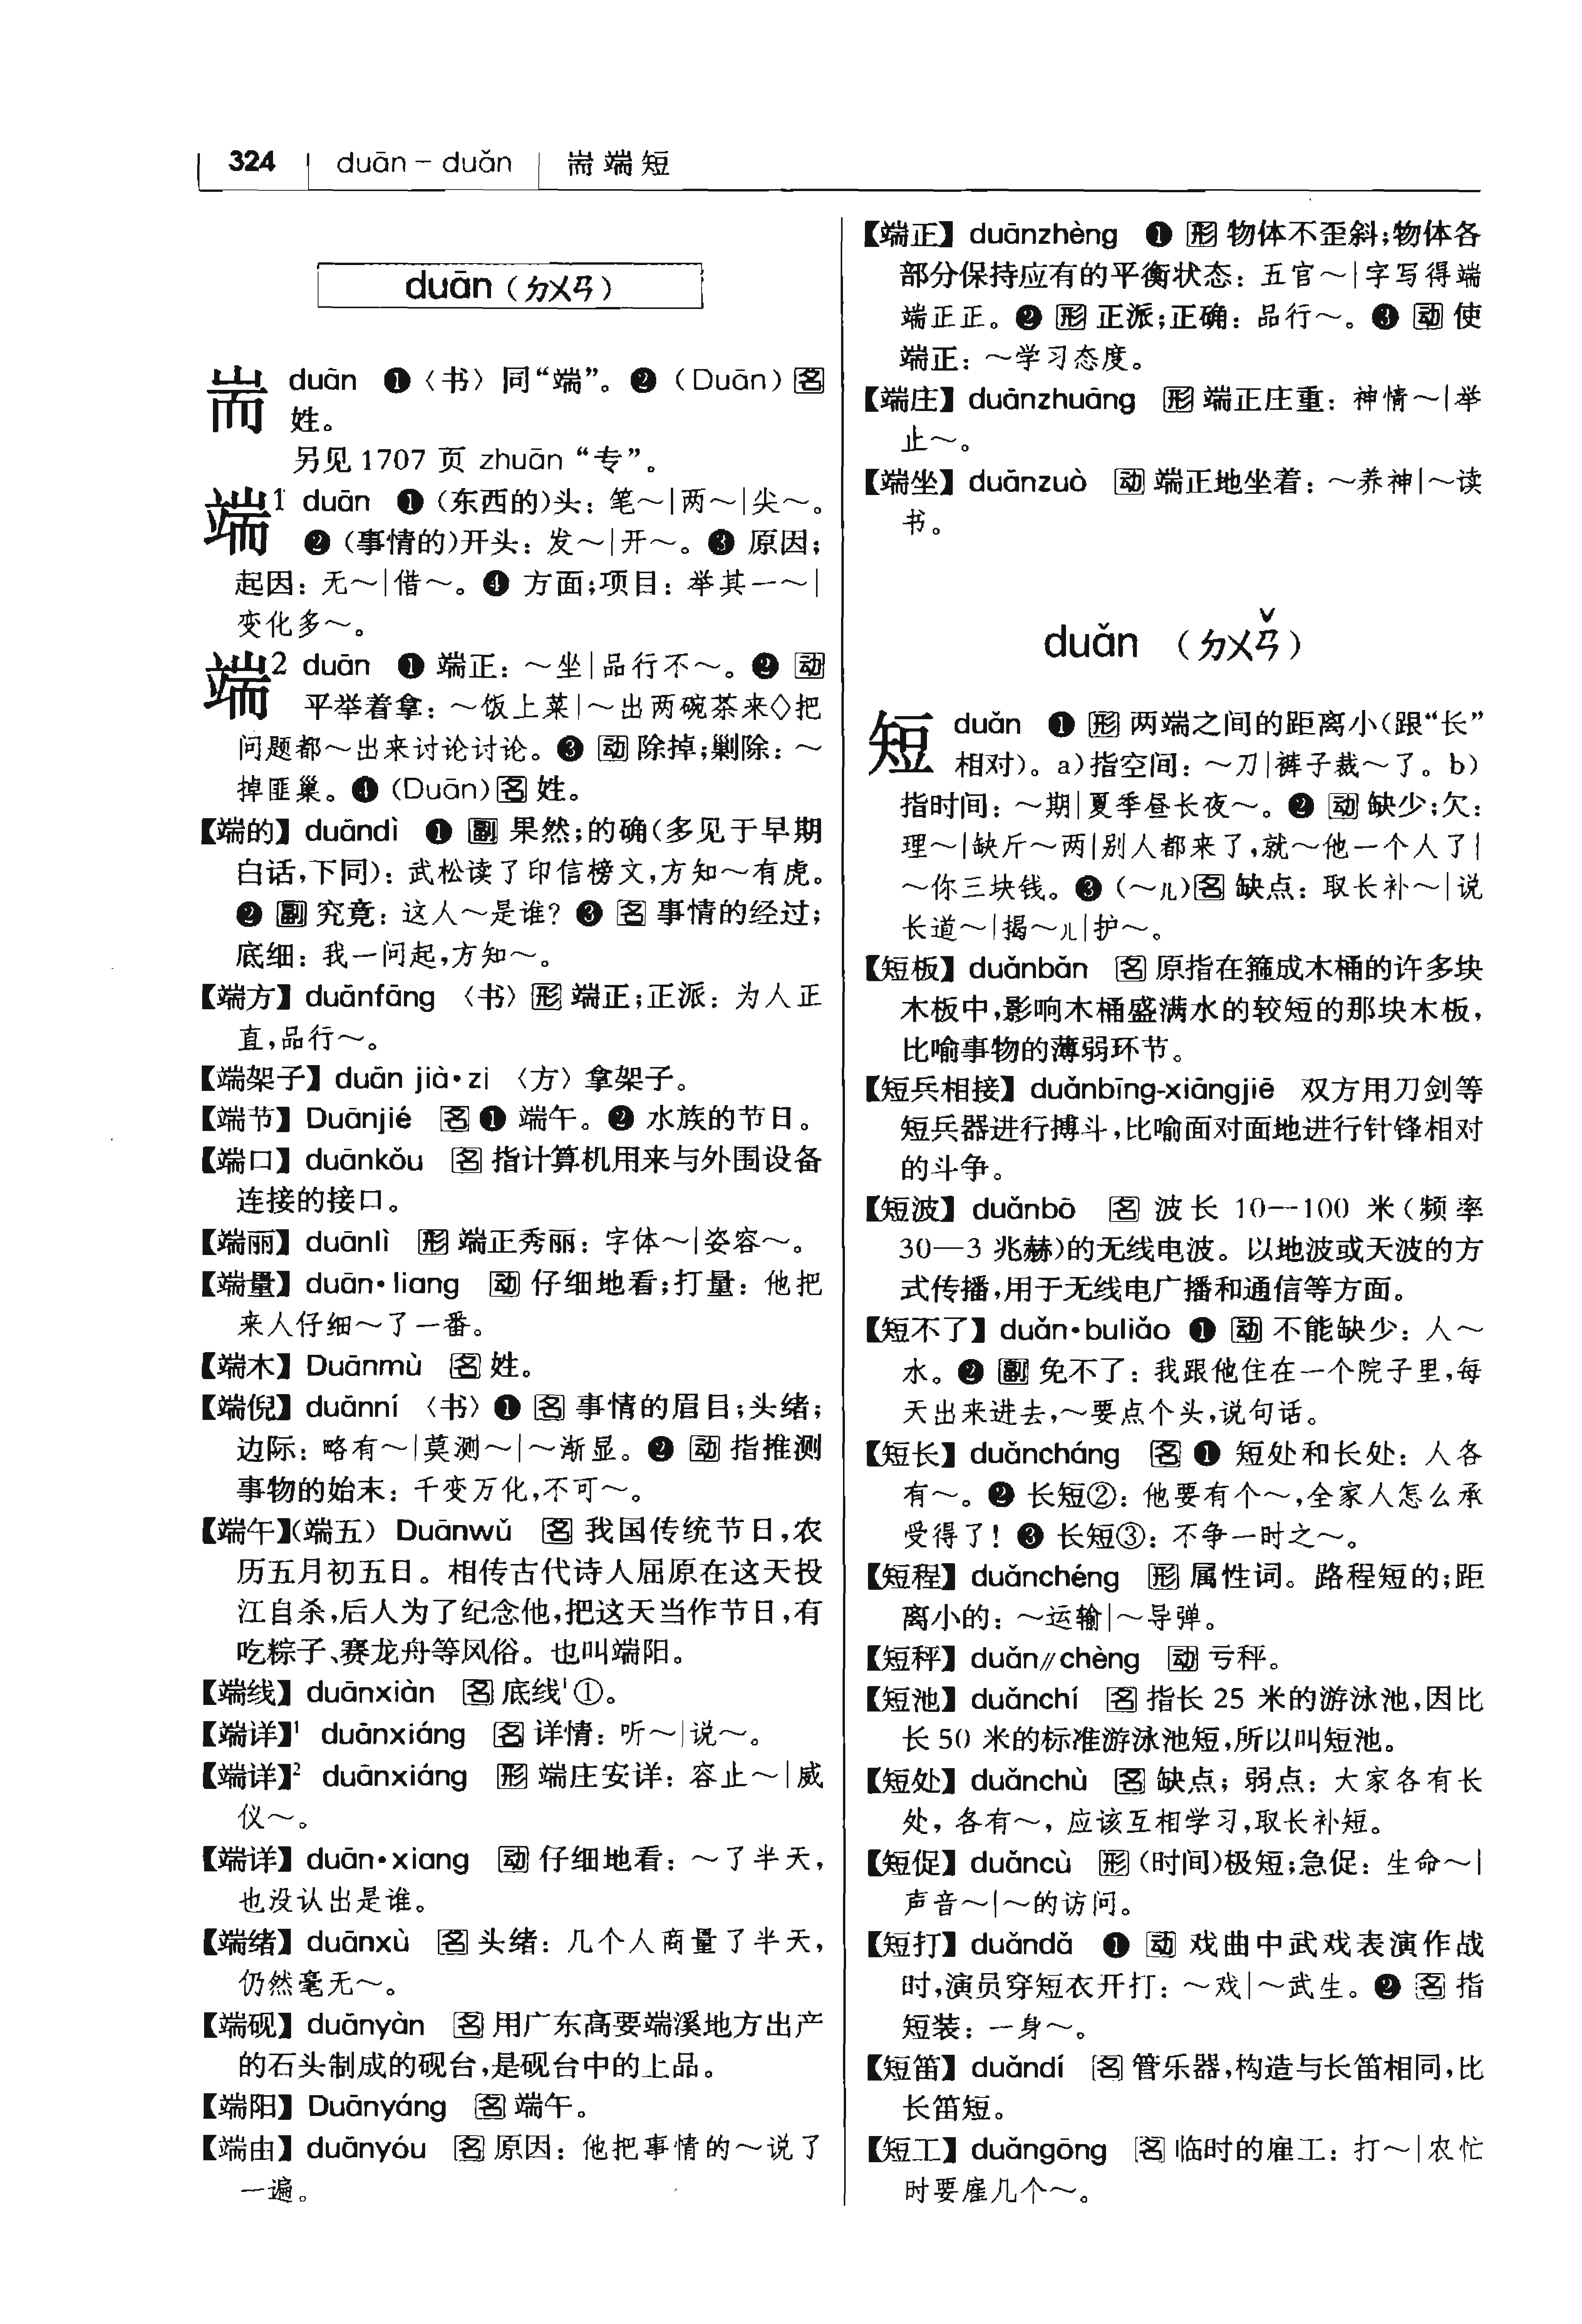 324 duān－duǎn 耑端短
duān（ㄉㄨㄢ）
耑 duān ❶〈书〉同“端”。❷（Duān）名
姓。
另见 1707 页 zhuān “专”。
端¹ duān ❶（东西的）头：笔～|两～|尖～。
❷（事情的）开头：发～|开～。❸ 原因；
起因：无～|借～。❹ 方面；项目：举其一～|
变化多～。
端² duān ❶ 端正：～坐|品行不～。❷ 动
平举着拿：～饭上菜|～出两碗茶来◇把
问题都～出来讨论讨论。❸ 动 除掉；剿除：～
掉匪巢。❹（Duān）名 姓。
【端的】duāndì ❶ 副 果然；的确（多见于早期
白话，下同）：武松读了印信榜文，方知～有虎。
❷ 副 究竟：这人～是谁？❸ 名 事情的经过；
底细：我一问起，方知～。
【端方】duānfāng 〈书〉形 端正；正派：为人正
直，品行～。
【端架子】duān jià•zi 〈方〉拿架子。
【端节】Duānjié 名 ❶ 端午。❷ 水族的节日。
【端口】duānkǒu 名 指计算机用来与外围设备
连接的接口。
【端丽】duānlì 形 端正秀丽：字体～|姿容～。
【端量】duān•liang 动 仔细地看；打量：他把
来人仔细～了一番。
【端木】Duānmù 名 姓。
【端倪】duānní 〈书〉❶ 名 事情的眉目；头绪；
边际：略有～|莫测～|～渐显。❷ 动 指推测
事物的始末：千变万化，不可～。
【端午】（端五） Duānwǔ 名 我国传统节日，农
历五月初五日。相传古代诗人屈原在这天投
江自杀，后人为了纪念他，把这天当作节日，有
吃粽子、赛龙舟等风俗。也叫端阳。
【端线】duānxiàn 名 底线¹①。
【端详】¹ duānxiáng 名 详情：听～|说～。
【端详】² duānxiáng 形 端庄安详：容止～|威
仪～。
【端详】duān•xiang 动 仔细地看：～了半天，
也没认出是谁。
【端绪】duānxù 名 头绪：几个人商量了半天，
仍然毫无～。
【端砚】duānyàn 名 用广东高要端溪地方出产
的石头制成的砚台，是砚台中的上品。
【端阳】Duānyáng 名 端午。
【端由】duānyóu 名 原因：他把事情的～说了
一遍。
【端正】duānzhèng ❶ 形 物体不歪斜；物体各
部分保持应有的平衡状态：五官～|字写得端
端正正。❷ 形 正派；正确：品行～。❸ 动 使
端正：～学习态度。
【端庄】duānzhuāng 形 端正庄重：神情～|举
止～。
【端坐】duānzuò 动 端正地坐着：～养神|～读
书。
duǎn （ㄉㄨㄢˇ）
短 duǎn ❶ 形 两端之间的距离小（跟“长”
相对）。a）指空间：～刀|裤子裁～了。b）
指时间：～期|夏季昼长夜～。❷ 动 缺少；欠：
理～|缺斤～两|别人都来了，就～他一个人了|
～你三块钱。❸（～儿）名 缺点：取长补～|说
长道～|揭～儿|护～。
【短板】duǎnbǎn 名 原指在箍成木桶的许多块
木板中，影响木桶盛满水的较短的那块木板，
比喻事物的薄弱环节。
【短兵相接】duǎnbīng-xiāngjiē 双方用刀剑等
短兵器进行搏斗，比喻面对面地进行针锋相对
的斗争。
【短波】duǎnbō 名 波长 10—100 米（频率
30—3 兆赫）的无线电波。以地波或天波的方
式传播，用于无线电广播和通信等方面。
【短不了】duǎn•buliǎo ❶ 动 不能缺少：人～
水。❷ 副 免不了：我跟他住在一个院子里，每
天出来进去，～要点个头，说句话。
【短长】duǎncháng 名 ❶ 短处和长处：人各
有～。❷ 长短②：他要有个～，全家人怎么承
受得了！❸ 长短③：不争一时之～。
【短程】duǎnchéng 形 属性词。路程短的；距
离小的：～运输|～导弹。
【短秤】duǎn//chèng 动 亏秤。
【短池】duǎnchí 名 指长 25 米的游泳池，因比
长 50 米的标准游泳池短，所以叫短池。
【短处】duǎnchù 名 缺点；弱点：大家各有长
处，各有～，应该互相学习，取长补短。
【短促】duǎncù 形（时间）极短；急促：生命～|
声音～|～的访问。
【短打】duǎndǎ ❶ 动 戏曲中武戏表演作战
时，演员穿短衣开打：～戏|～武生。❷ 名 指
短装：一身～。
【短笛】duǎndí 名 管乐器，构造与长笛相同，比
长笛短。
【短工】duǎngōng 名 临时的雇工：打～|农忙
时要雇几个～。